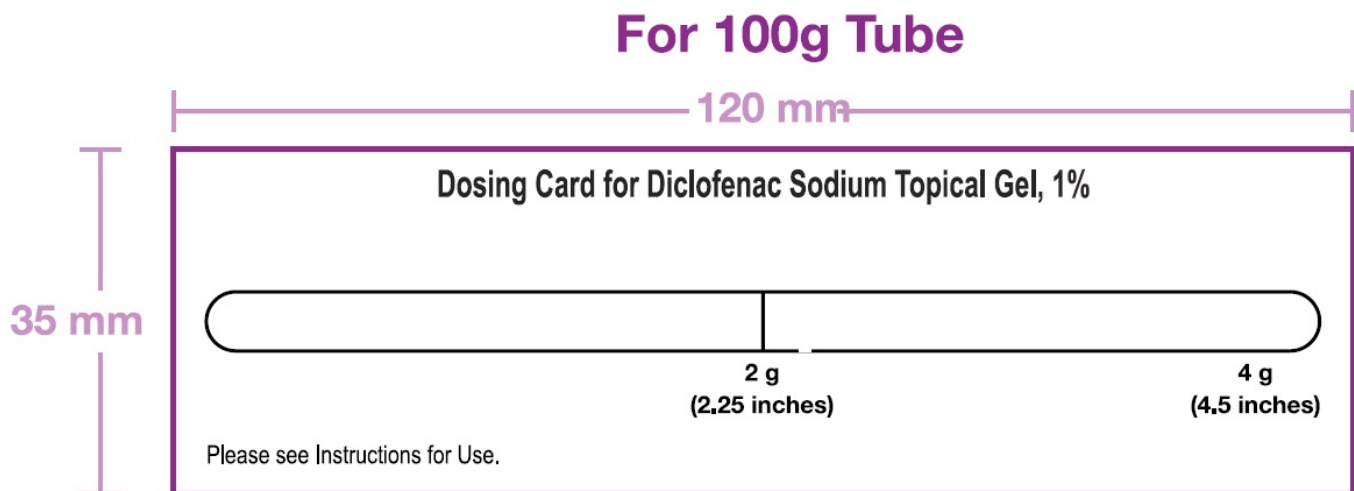 For 100g Tube
120 mm
Dosing Card for Diclofenac Sodium Topical Gel, 1%
35 mm
2 g
4 g
(2.25 inches)
(4.5 inches)
Please see Instructions for Use.